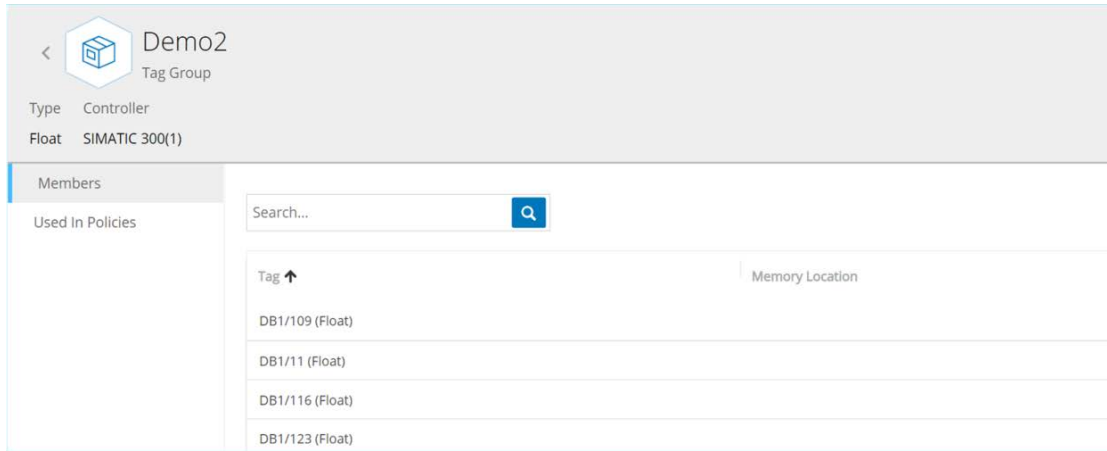 Demo2
Tag Group
Type Controller
Float SIMATIC 300(1)
Members
Used In Policies
Search...
Tag Memory Location
DB1/109 (Float)
DB1/11 (Float)
DB1/116 (Float)
DB1/123 (Float)